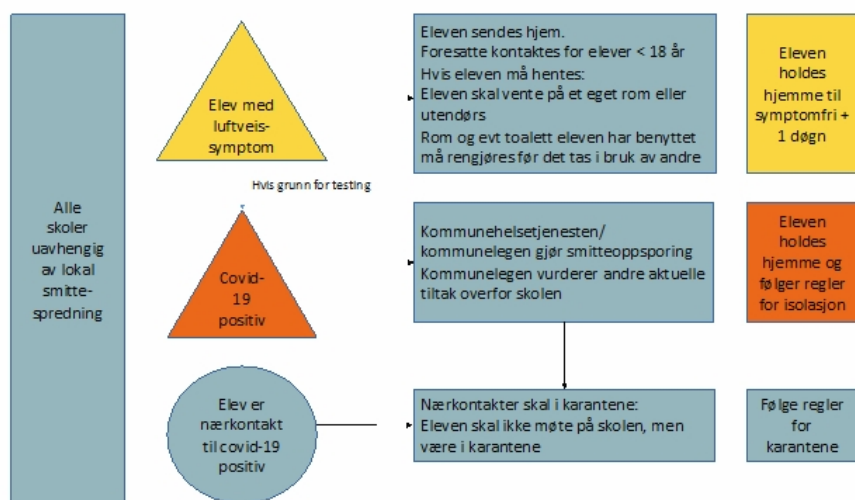 Alle
skoler
uavhengig
av lokal
smitte-
spredning
Elev med
luftveis-
symptom
Eleven sendes hjem.
Foresatte kontaktes for elever < 18 år
Hvis eleven må hentes:
Eleven skal vente på et eget rom eller
utendørs
Rom og evt toalett eleven har benyttet
må rengjøres før det tas i bruk av andre
Eleven
holdes
hjemme til
symptomfri +
1 døgn
Hvis grunn for testing
Covid-
19
positiv
Kommunehelsetjenesten/
kommunelegen gjør smitteoppsporing
Kommunelegen vurderer andre aktuelle
tiltak overfor skolen
Eleven
holdes
hjemme og
følger regler
for isolasjon
Elev er
nærkontakt
til covid-19
positiv
Nærkontakter skal i karantene:
Eleven skal ikke møte på skolen, men
være i karantene
Følge regler
for
karantene